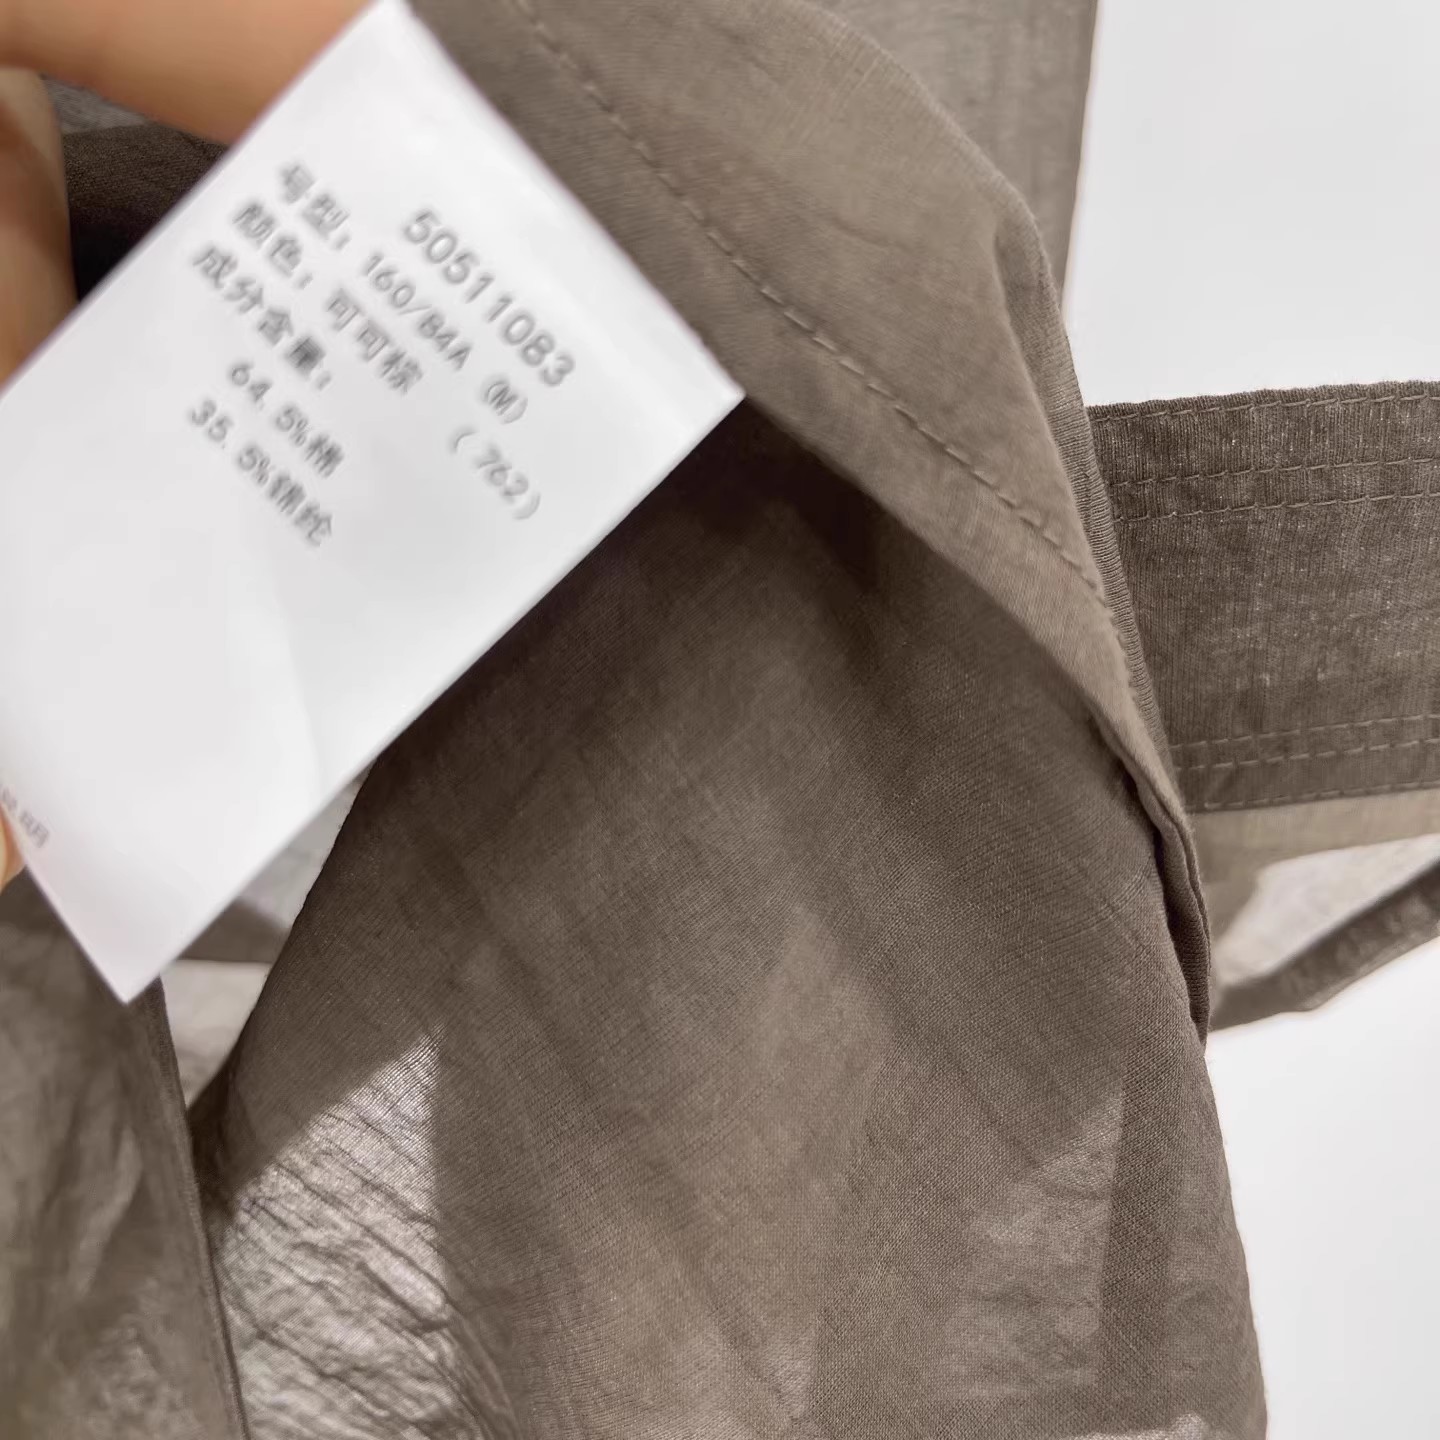 50511083
号型：160/84A (M)
颜色：可可棕 (762)
成分含量：
64.5%棉
35.5%锦纶